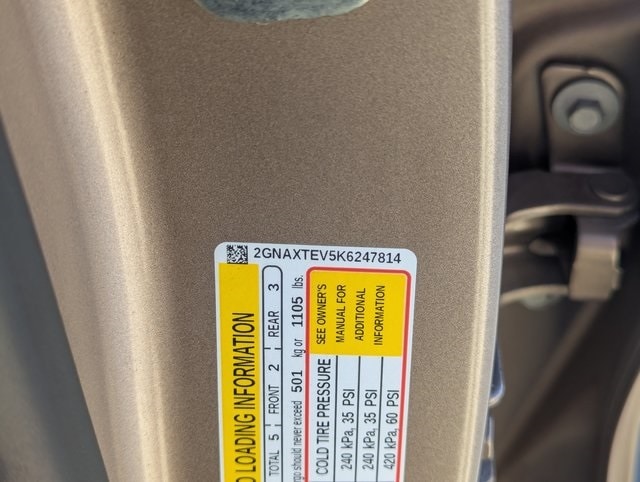 2GNAXTEV5K6247814
D LOADING INFORMATION
TOTAL 5 FRONT 2 REAR 3
rgo should never exceed 501 kg or 1105 lbs.
COLD TIRE PRESSURE
SEE OWNER'S
MANUAL FOR
ADDITIONAL
INFORMATION
240 kPa, 35 PSI
240 kPa, 35 PSI
420 kPa, 60 PSI